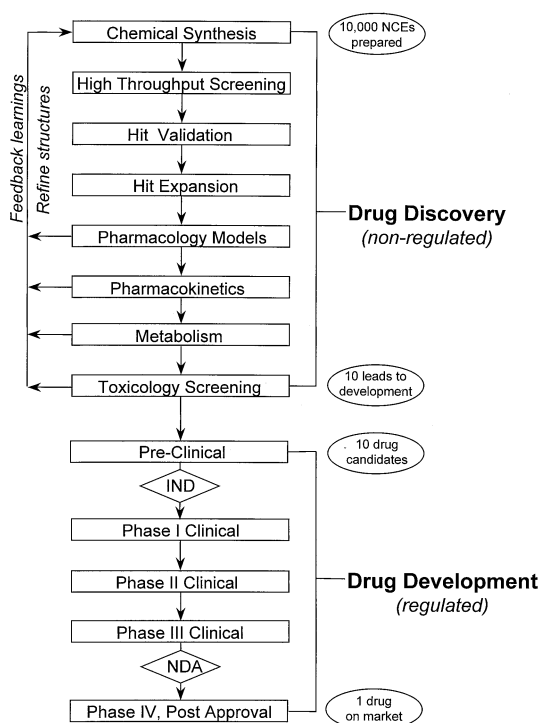 Chemical Synthesis
10,000 NCEs
prepared
High Throughput Screening
Hit Validation
Hit Expansion
Pharmacology Models
Pharmacokinetics
Metabolism
Toxicology Screening
Feedback learnings
Refine structures
Drug Discovery
(non-regulated)
10 leads to
development
Pre-Clinical
10 drug
candidates
IND
Phase I Clinical
Phase II Clinical
Phase III Clinical
NDA
Phase IV, Post Approval
Drug Development
(regulated)
1 drug
on market